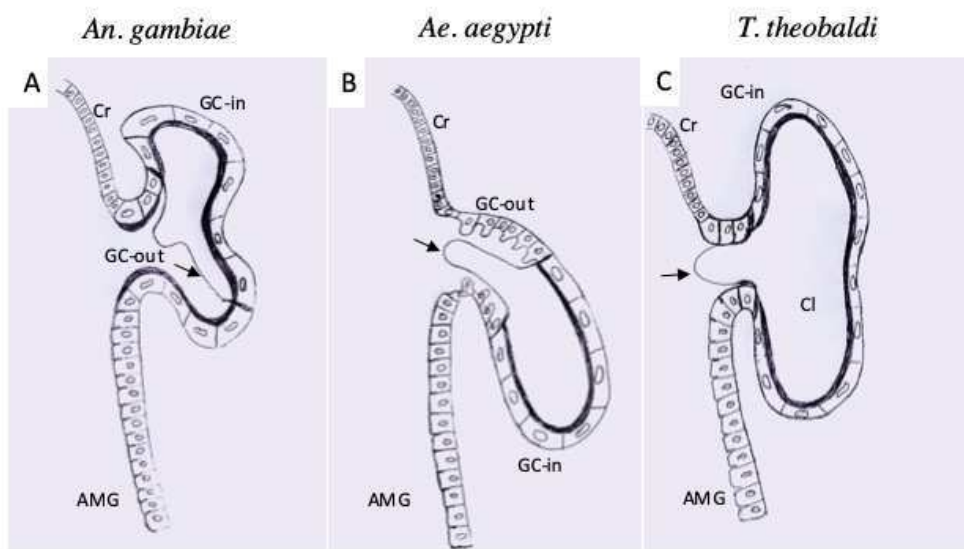 An. gambiae
Ae. aegypti
T. theobaldi
A
Cr
GC-in
GC-out
AMG
B
Cr
GC-out
GC-in
AMG
C
GC-in
Cr
Cl
AMG